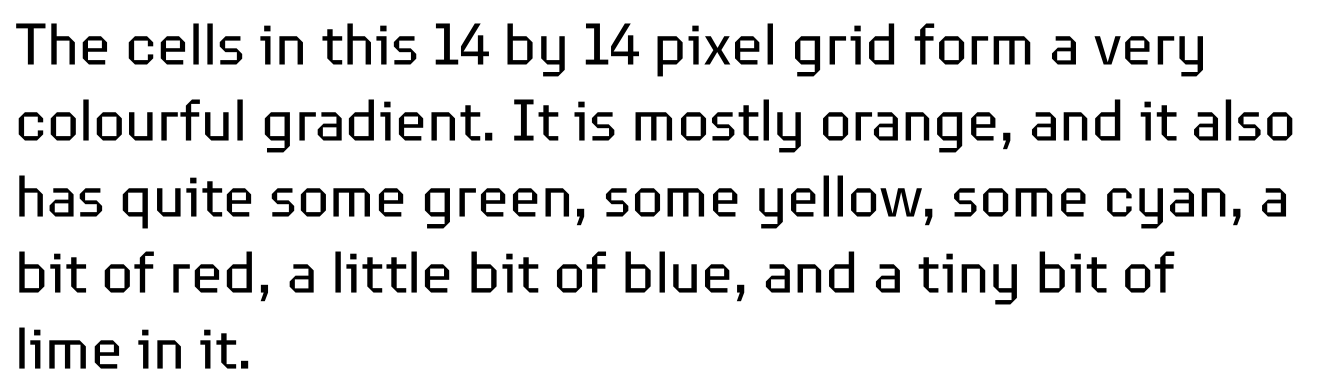 The cells in this 14 by 14 pixel grid form a very
colourful gradient. It is mostly orange, and it also
has quite some green, some yellow, some cyan, a
bit of red, a little bit of blue, and a tiny bit of
lime in it.